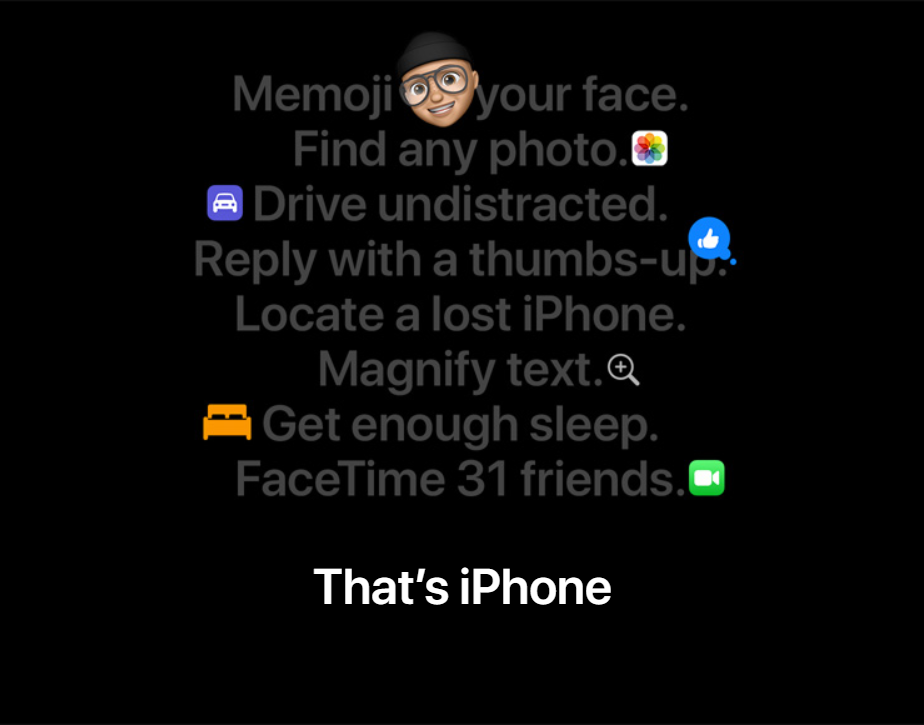 Memoji your face.
Find any photo.
Drive undistracted.
Reply with a thumbs-up.
Locate a lost iPhone.
Magnify text.
Get enough sleep.
FaceTime 31 friends.
That’s iPhone